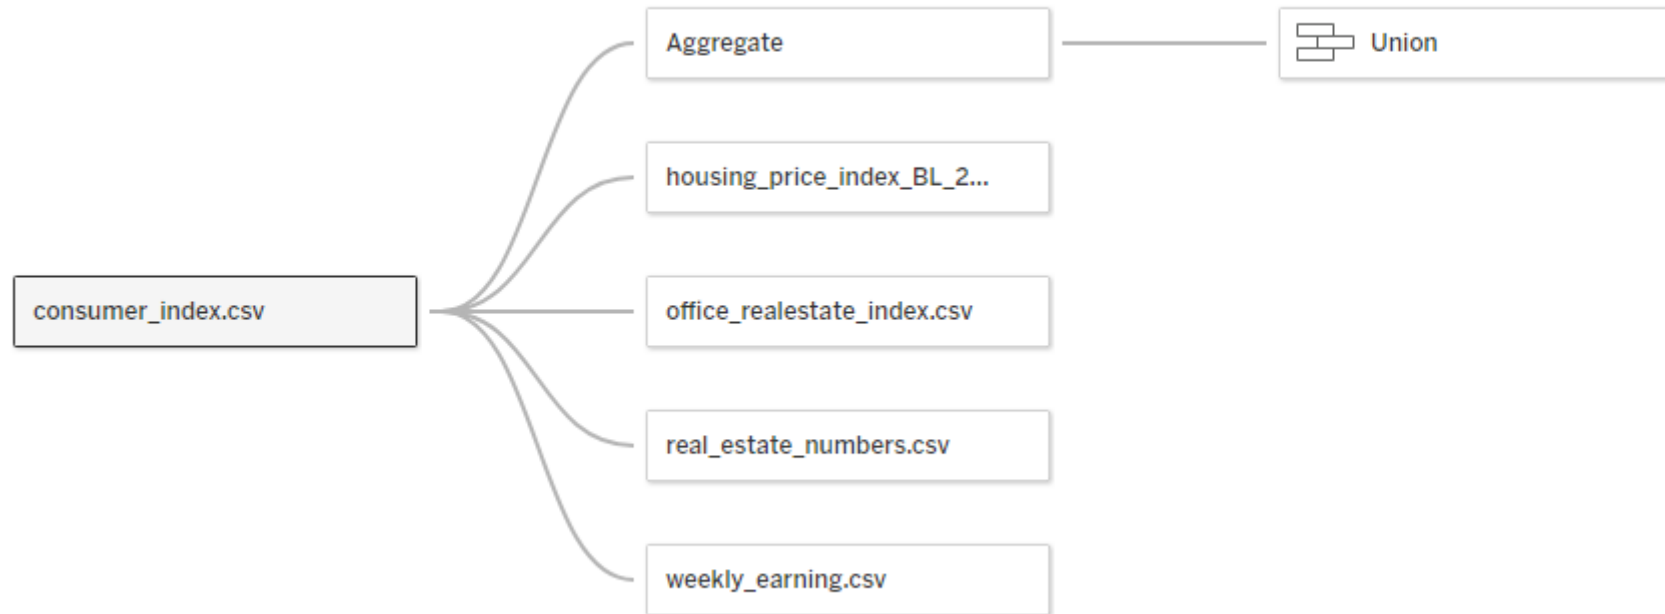 Aggregate
Union
housing_price_index_BL_2...
consumer_index.csv
office_realestate_index.csv
real_estate_numbers.csv
weekly_earning.csv